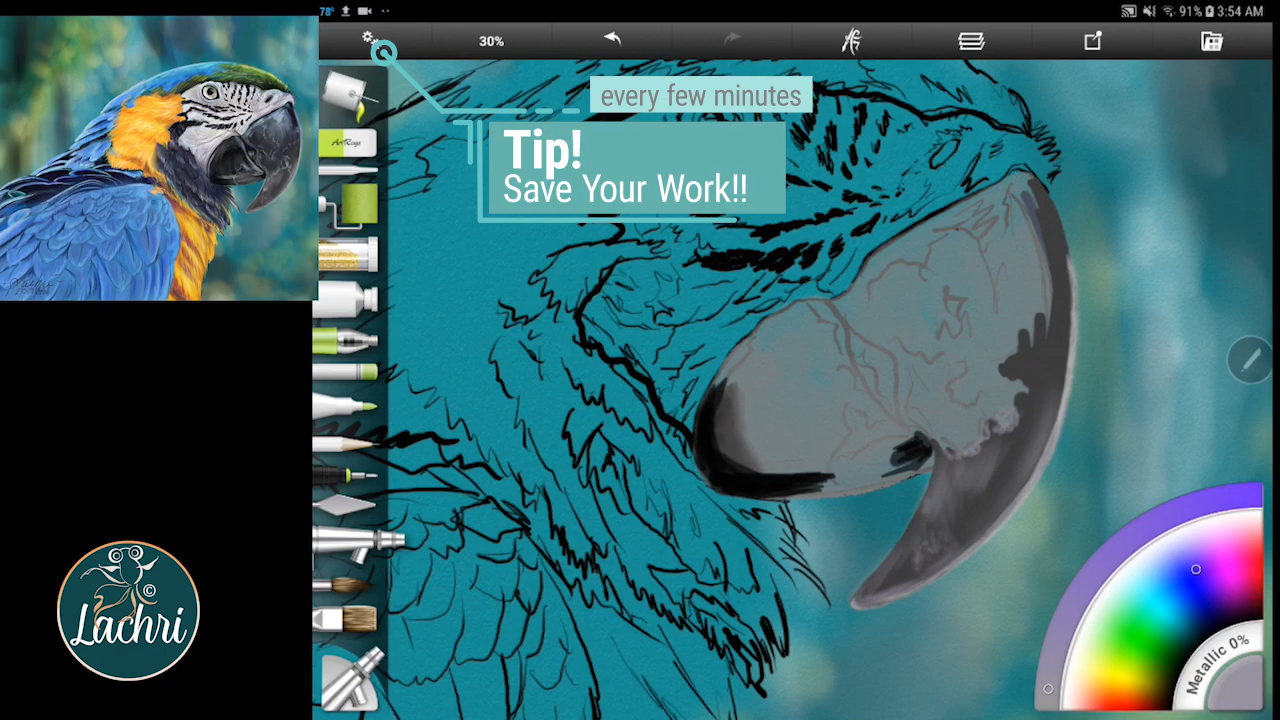 78°
91%
3:54 AM
30%
every few minutes
Tip!
Save Your Work!!
ArtRage
Metallic 0%
©
Lachri